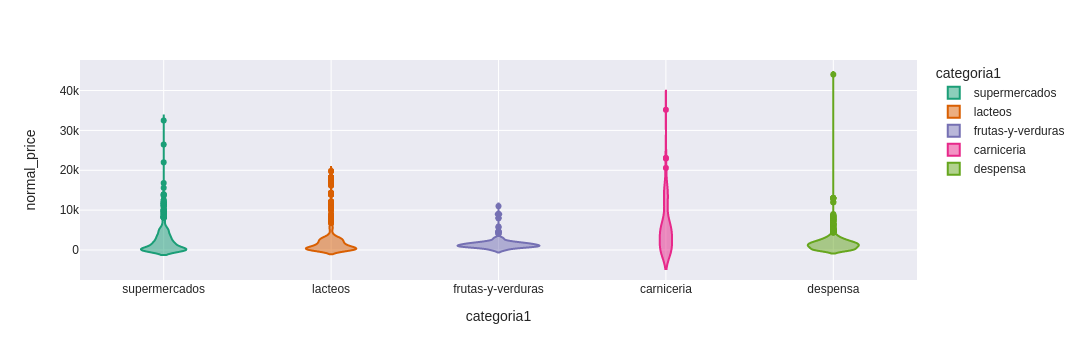 normal_price
40k
30k
20k
10k
0
supermercados
lacteos
frutas-y-verduras
carniceria
despensa
categoria1
categoria1
supermercados
lacteos
frutas-y-verduras
carniceria
despensa